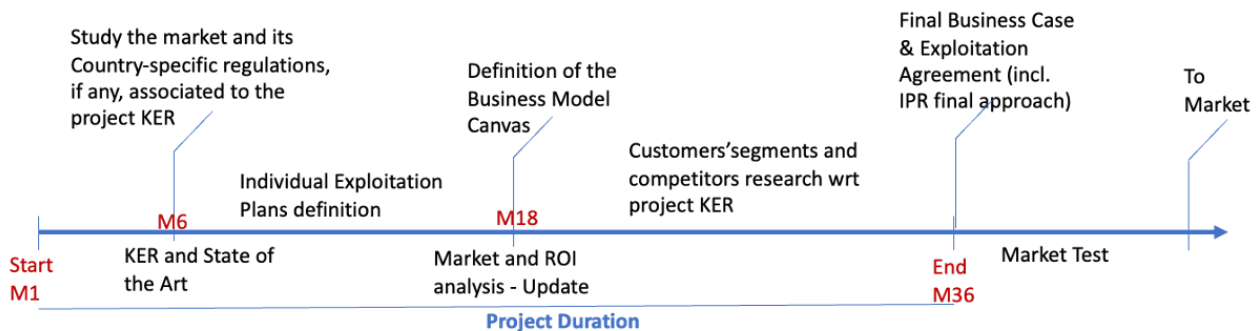 Study the market and its
Country-specific regulations,
if any, associated to the
project KER
Definition of the
Business Model
Canvas
Final Business Case
& Exploitation
Agreement (incl.
IPR final approach)
To
Market
Individual Exploitation
Plans definition
Customers'segments and
competitors research wrt
project KER
M6
M18
Start
M1
KER and State of
the Art
Market and ROI
analysis - Update
End
M36
Market Test
Project Duration